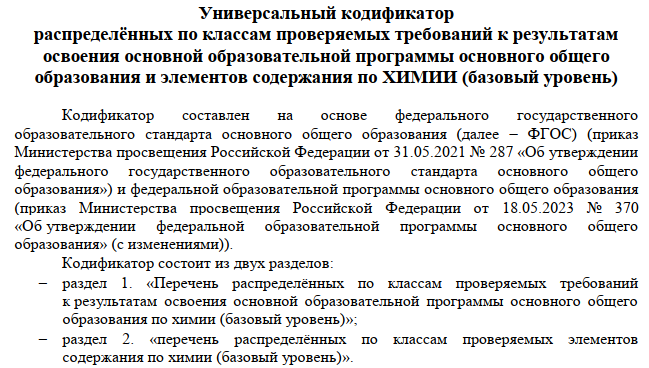 Универсальный кодификатор
распределённых по классам проверяемых требований к результатам
освоения основной образовательной программы основного общего
образования и элементов содержания по ХИМИИ (базовый уровень)
Кодификатор составлен на основе федерального государственного
образовательного стандарта основного общего образования (далее – ФГОС) (приказ
Министерства просвещения Российской Федерации от 31.05.2021 № 287 «Об утверждении
федерального государственного образовательного стандарта основного общего
образования») и федеральной образовательной программы основного общего образования
(приказ Министерства просвещения Российской Федерации от 18.05.2023 № 370
«Об утверждении федеральной образовательной программы основного общего
образования» (с изменениями)).
Кодификатор состоит из двух разделов:
– раздел 1. «Перечень распределённых по классам проверяемых требований
к результатам освоения основной образовательной программы основного общего
образования по химии (базовый уровень)»;
– раздел 2. «перечень распределённых по классам проверяемых элементов
содержания по химии (базовый уровень)».